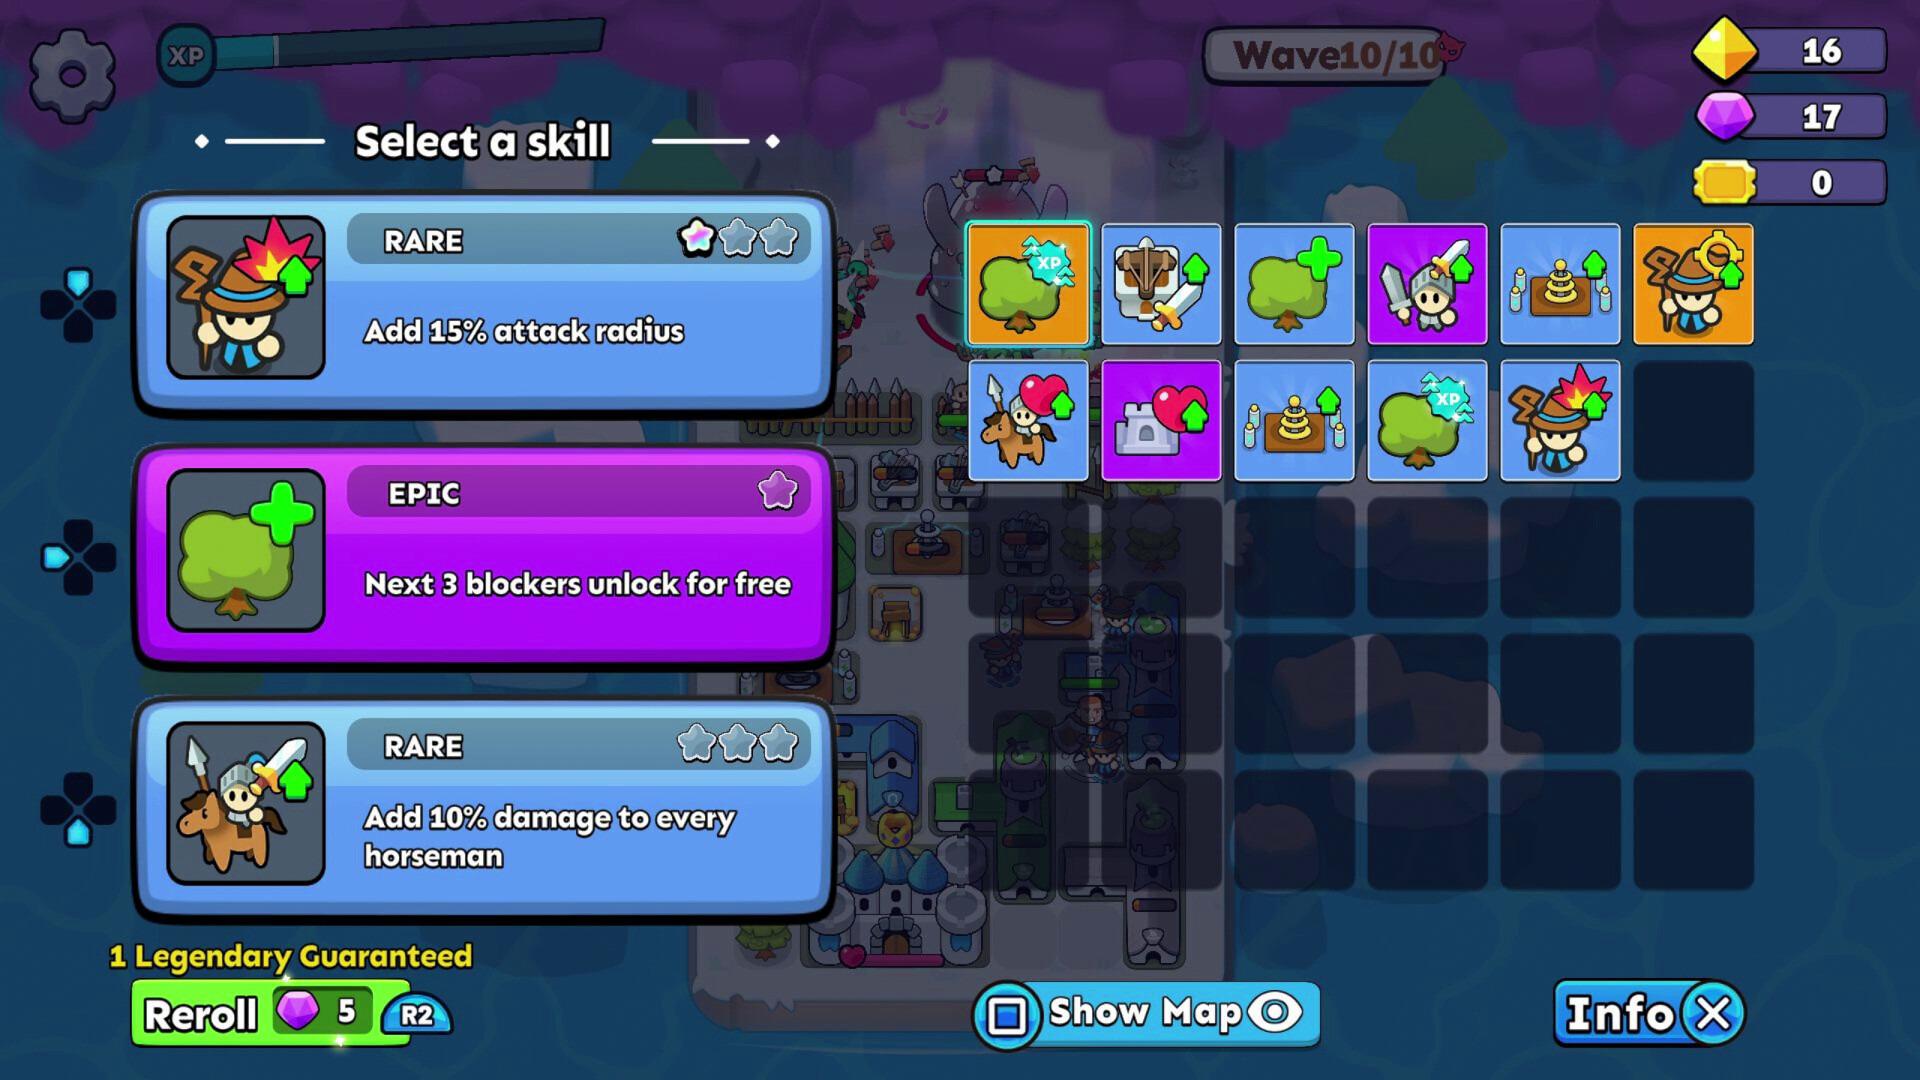 XP
Wave10/10
16
17
0
Select a skill
RARE
Add 15% attack radius
EPIC
Next 3 blockers unlock for free
RARE
Add 10% damage to every
horseman
XP
XP
1 Legendary Guaranteed
Reroll 5 R2
Show Map
Info